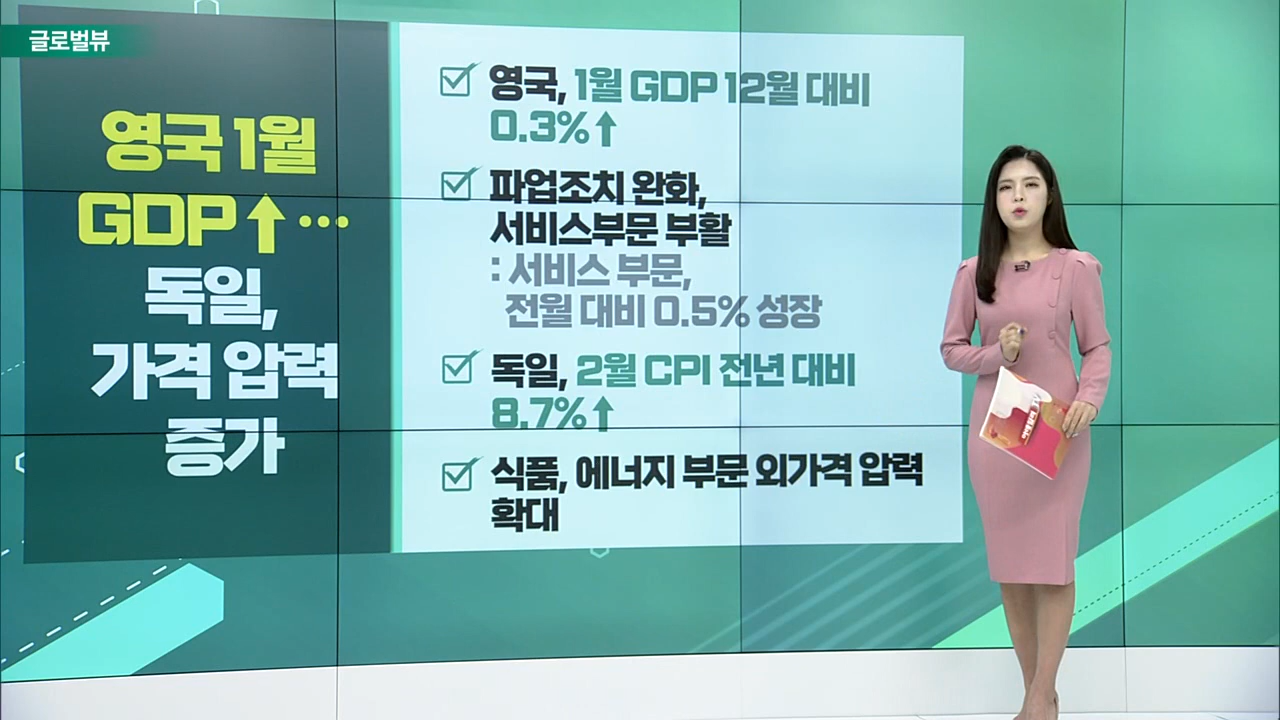 글로벌뷰
영국 1월
GDP↑…
독일,
가격 압력
증가
영국, 1월 GDP 12월 대비
0.3%↑
파업조치 완화,
서비스부문 부활
: 서비스 부문,
전월 대비 0.5% 성장
독일, 2월 CPI 전년 대비
8.7%↑
식품, 에너지 부문 외가격 압력
확대